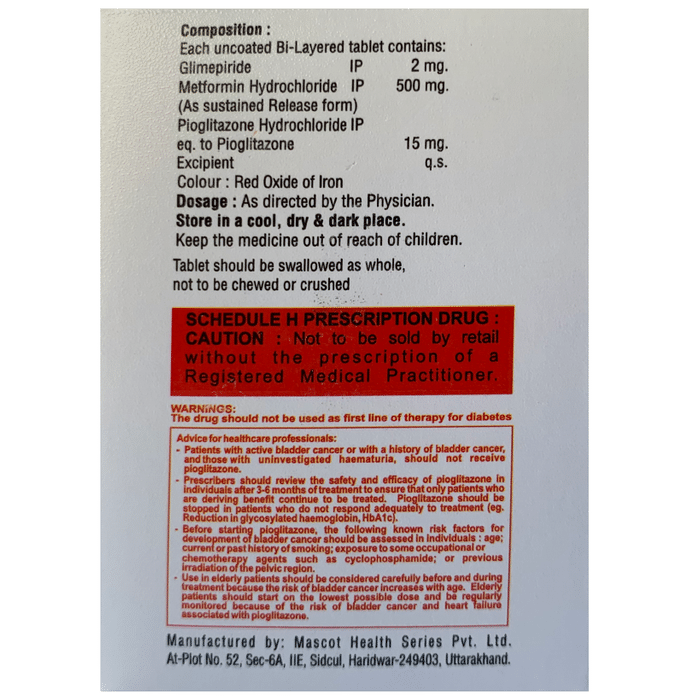 Composition :
Each uncoated Bi-Layered tablet contains:
Glimepiride IP 2 mg.
Metformin Hydrochloride IP 500 mg.
(As sustained Release form)
Pioglitazone Hydrochloride IP
eq. to Pioglitazone 15 mg.
Excipient q.s.
Colour : Red Oxide of Iron
Dosage : As directed by the Physician.
Store in a cool, dry & dark place.
Keep the medicine out of reach of children.
Tablet should be swallowed as whole,
not to be chewed or crushed
SCHEDULE H PRESCRIPTION DRUG :
CAUTION : Not to be sold by retail
without the prescription of a
Registered Medical Practitioner.
WARNINGS:
The drug should not be used as first line of therapy for diabetes
Advice for healthcare professionals:
- Patients with active bladder cancer or with a history of bladder cancer,
and those with uninvestigated haematuria, should not receive
pioglitazone.
- Prescribers should review the safety and efficacy of pioglitazone in
individuals after 3-6 months of treatment to ensure that only patients who
are deriving benefit continue to be treated. Pioglitazone should be
stopped in patients who do not respond adequately to treatment (eg.
Reduction in glycosylated haemoglobin, HbA1c).
- Before starting pioglitazone, the following known risk factors for
development of bladder cancer should be assessed in Individuals : age;
current or past history of smoking; exposure to some occupational or
chemotherapy agents such as cyclophosphamide; or previous
irradiation of the pelvic region.
- Use in elderly patients should be considered carefully before and during
treatment because the risk of bladder cancer increases with age. Elderly
patients should start on the lowest possible dose and be regularly
monitored because of the risk of bladder cancer and heart failure
associated with pioglitazone.
Manufactured by: Mascot Health Series Pvt. Ltd.
At-Plot No. 52, Sec-6A, IIE, Sidcul, Haridwar-249403, Uttarakhand.